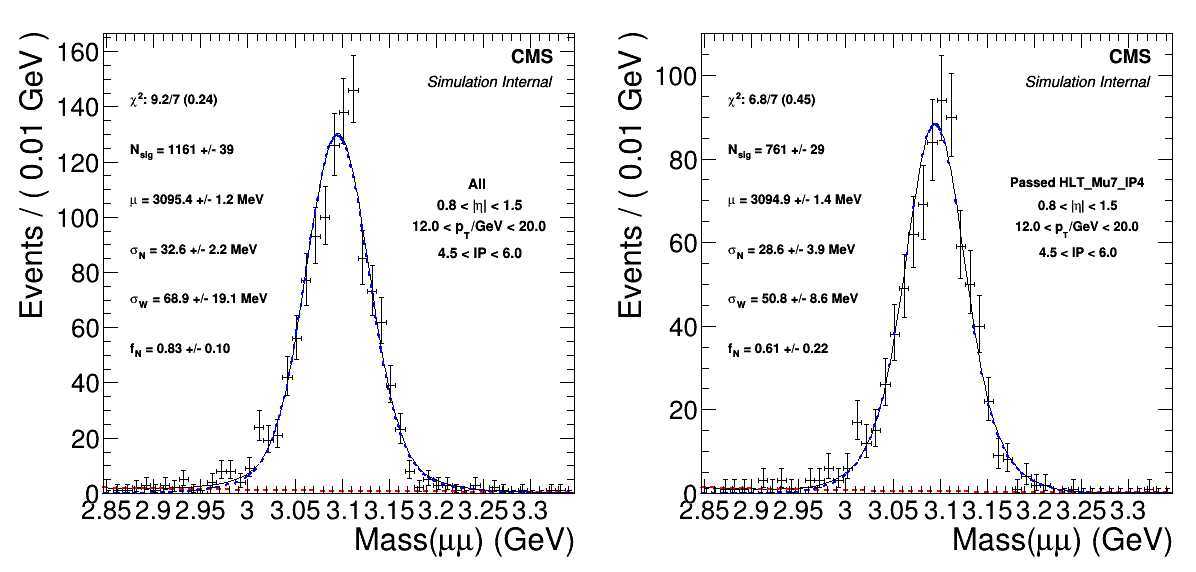 CMS
Simulation Internal
χ²: 9.2/7 (0.24)
N_sig = 1161 +/- 39
μ = 3095.4 +/- 1.2 MeV
σ_N = 32.6 +/- 2.2 MeV
σ_W = 68.9 +/- 19.1 MeV
f_N = 0.83 +/- 0.10
All
0.8 < |η| < 1.5
12.0 < p_T/GeV < 20.0
4.5 < IP < 6.0
Events / ( 0.01 GeV )
160
140
120
100
80
60
40
20
0
2.85 2.9 2.95 3 3.05 3.1 3.15 3.2 3.25 3.3
Mass(μμ) (GeV)
CMS
Simulation Internal
χ²: 6.8/7 (0.45)
N_sig = 761 +/- 29
μ = 3094.9 +/- 1.4 MeV
σ_N = 28.6 +/- 3.9 MeV
σ_W = 50.8 +/- 8.6 MeV
f_N = 0.61 +/- 0.22
Passed HLT_Mu7_IP4
0.8 < |η| < 1.5
12.0 < p_T/GeV < 20.0
4.5 < IP < 6.0
Events / ( 0.01 GeV )
100
80
60
40
20
0
2.85 2.9 2.95 3 3.05 3.1 3.15 3.2 3.25 3.3
Mass(μμ) (GeV)